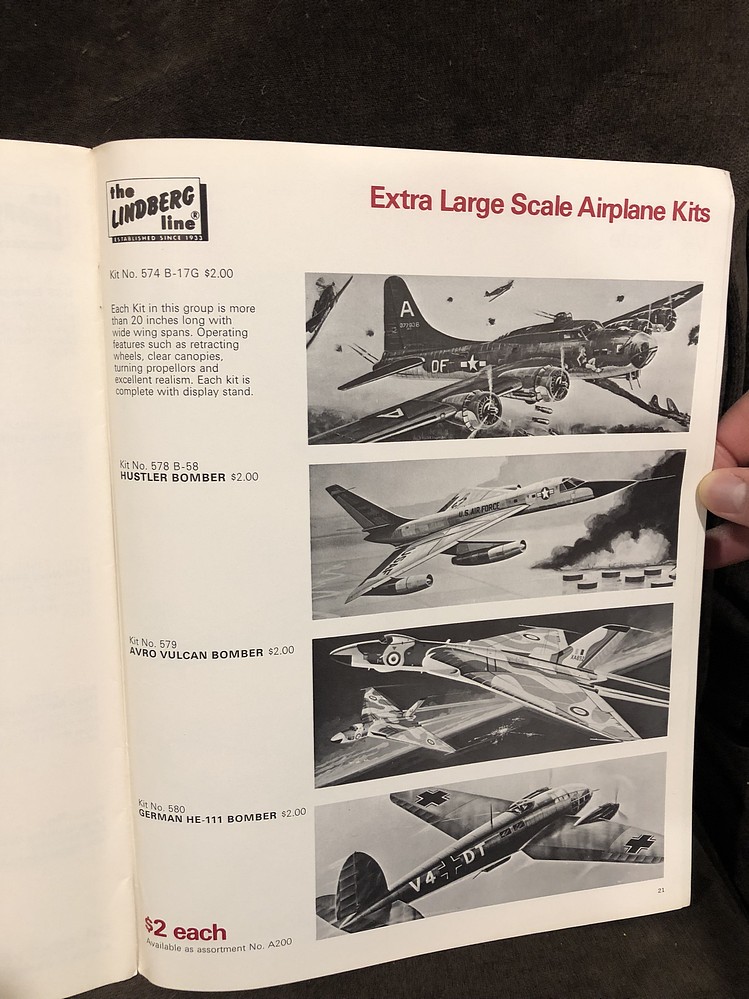 the
LINDBERG
line®
ESTABLISHED SINCE 1933
Extra Large Scale Airplane Kits
Kit No. 574 B-17G $2.00
Each Kit in this group is more
than 20 inches long with
wide wing spans. Operating
features such as retracting
wheels, clear canopies,
turning propellors and
excellent realism. Each kit is
complete with display stand.
A
OF
Kit No. 578 B-58
HUSTLER BOMBER $2.00
U.S. AIR FORCE
Kit No. 579
AVRO VULCAN BOMBER $2.00
Kit No. 580
GERMAN HE-111 BOMBER $2.00
V4 DT
$2 each
Available as assortment No. A200
21